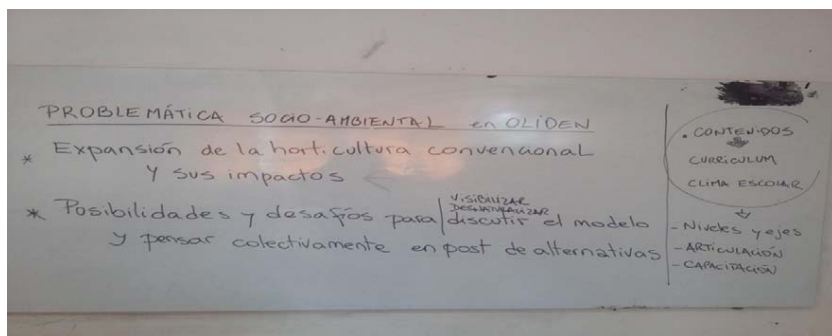 PROBLEMÁTICA SOCIO-AMBIENTAL en OLIDEN
* Expansión de la horticultura convencional
y sus impactos
VISIBILIZAR
DESNATURALIZAR
* Posibilidades y desafíos para discutir el modelo
y pensar colectivamente en post de alternativas
. CONTENIDOS
CURRICULUM
CLIMA ESCOLAR
- Niveles y ejes
- ARTICULACIÓN
- CAPACITACIÓN